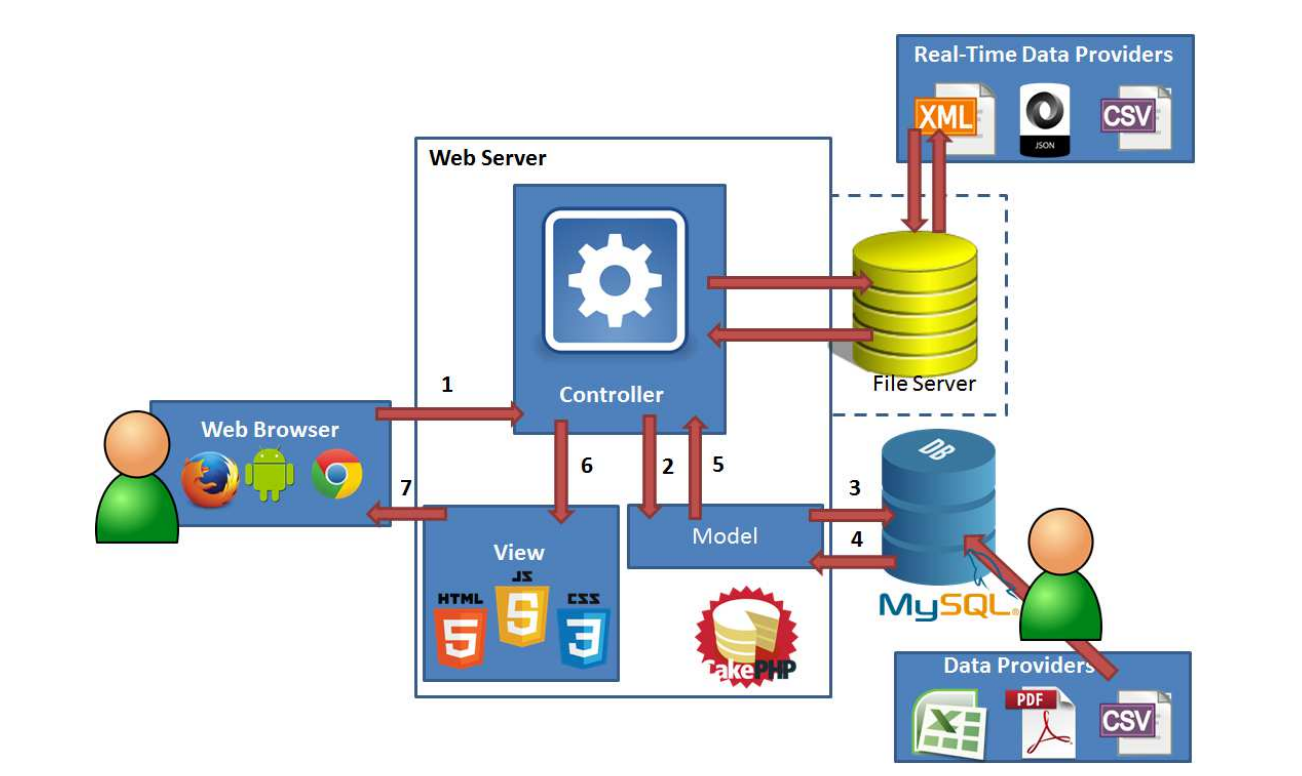 Real-Time Data Providers
XML
JSON
CSV
Web Server
Controller
File Server
1
Web Browser
6
2
5
7
3
4
DB
View
Model
HTML
5
JS
5
CSS
3
MySQL
CakePHP
Data Providers
X
PDF
CSV